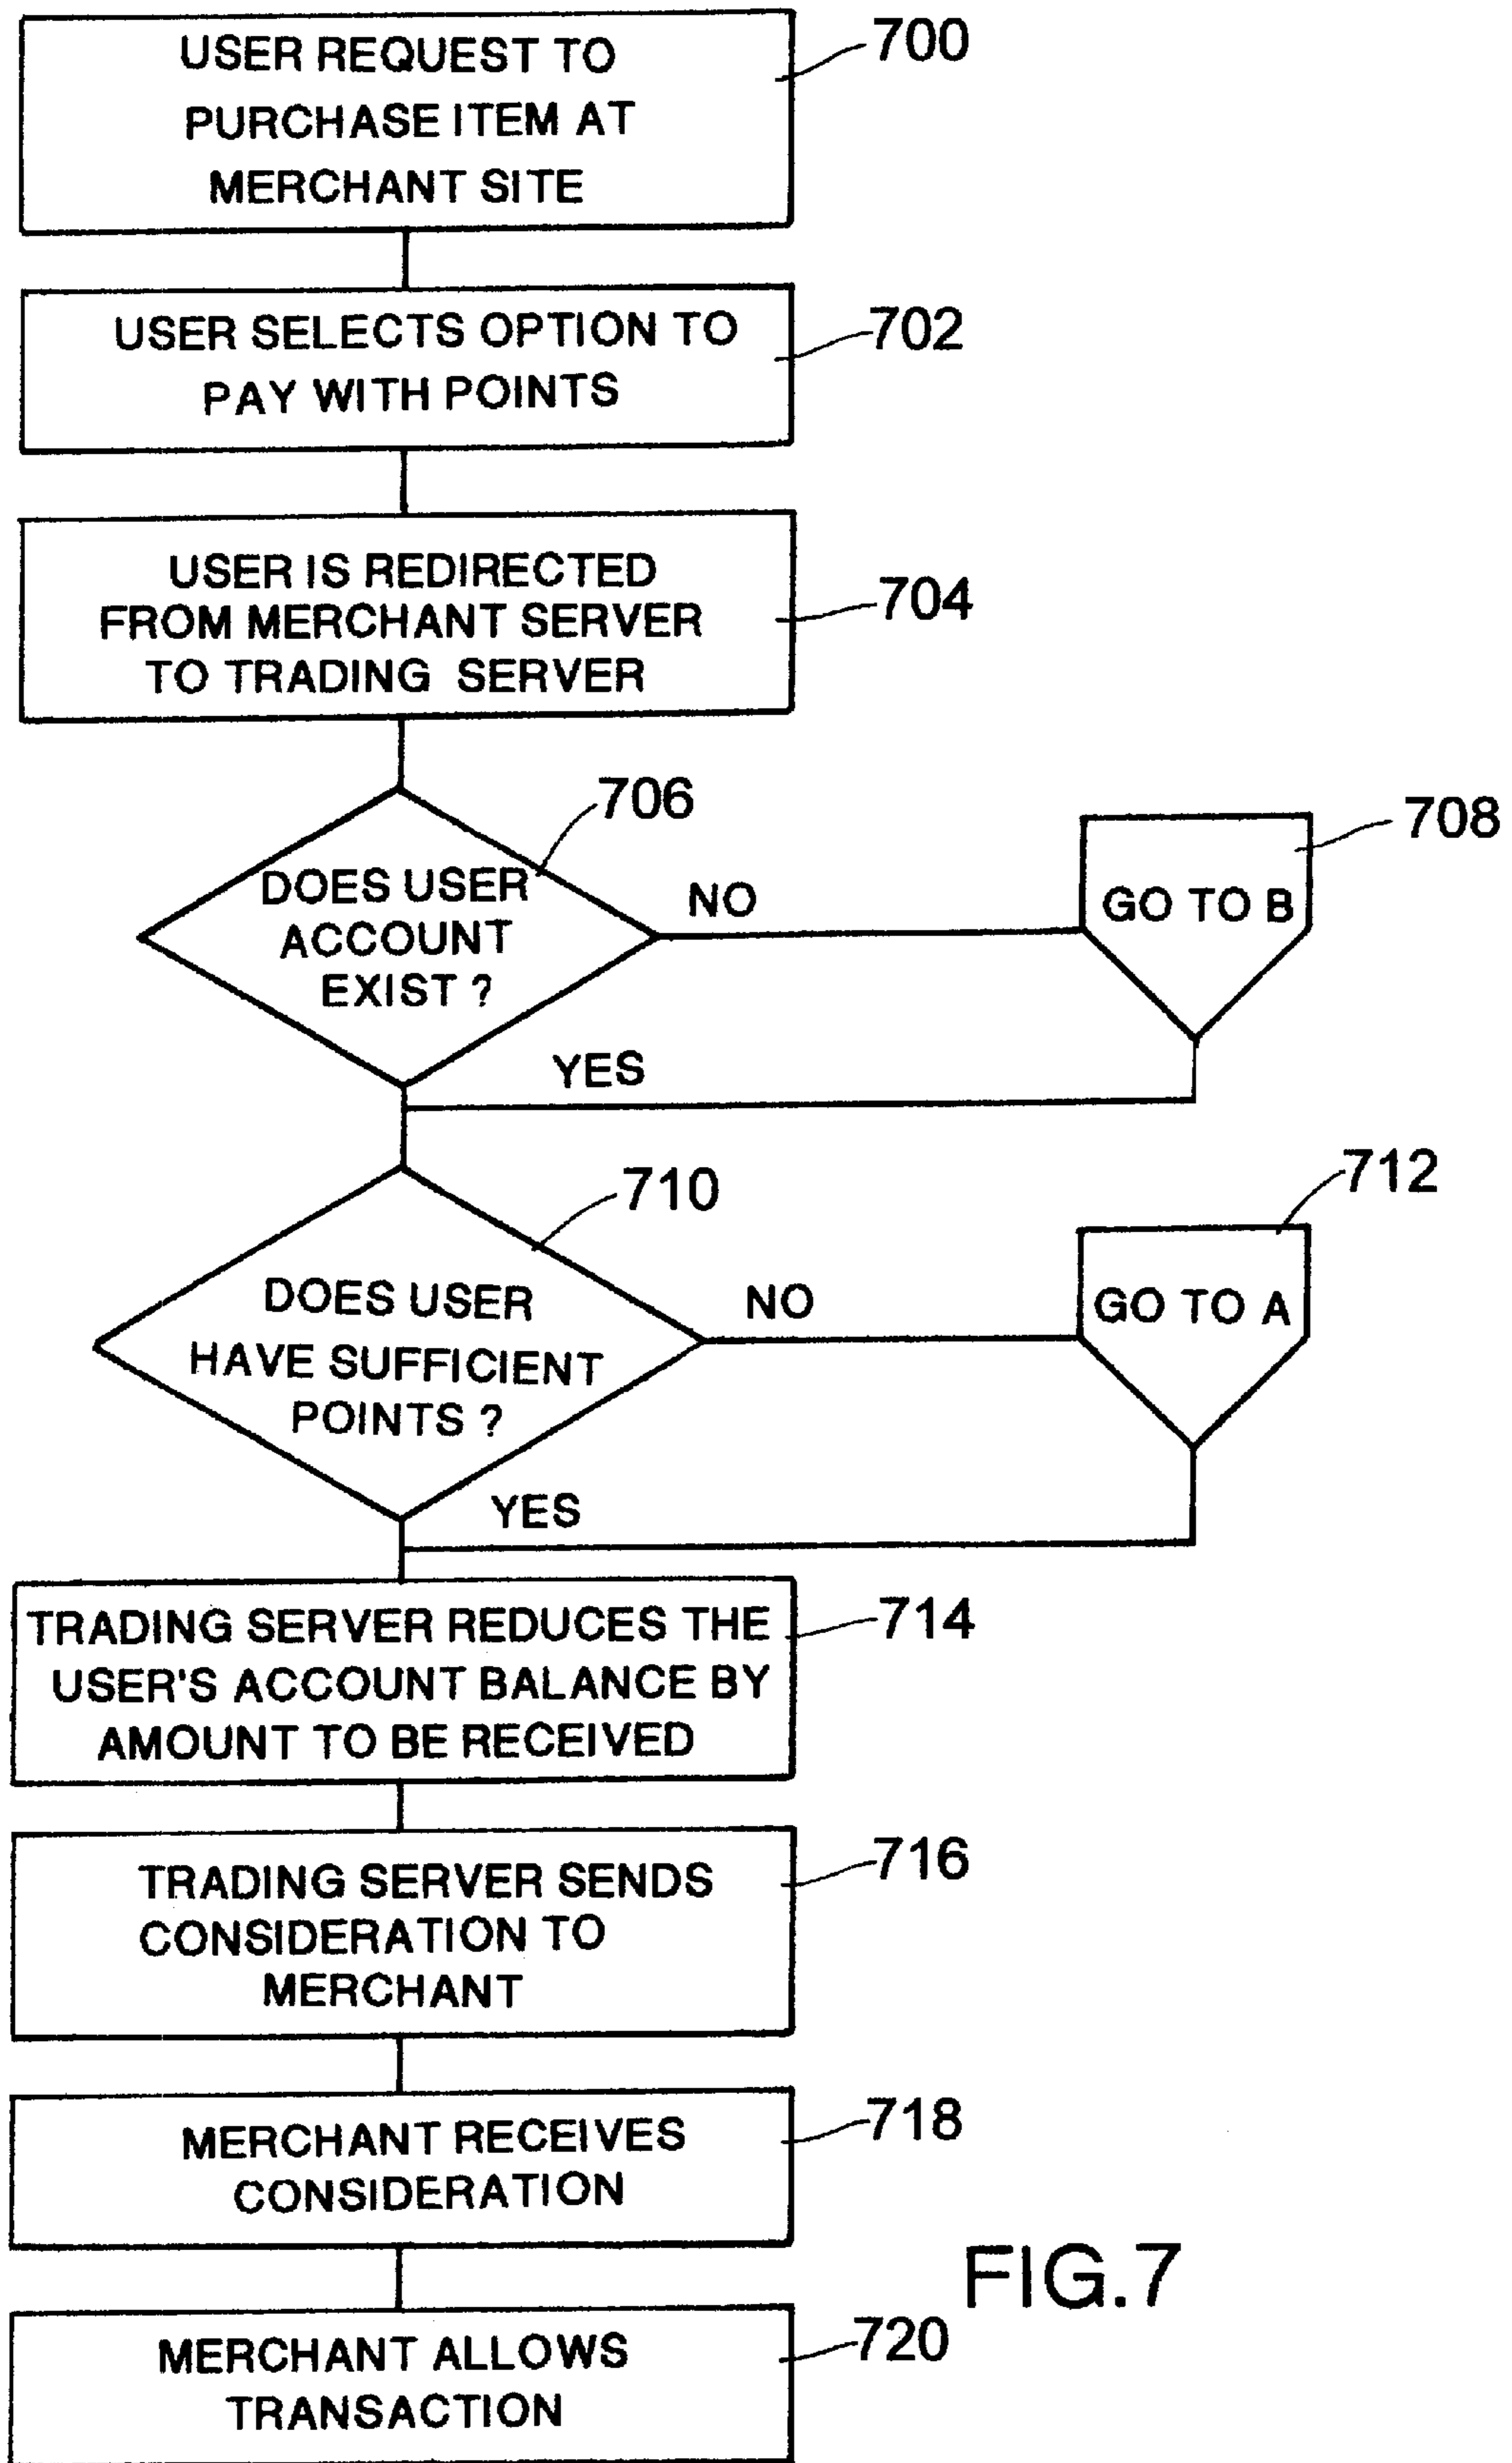 USER REQUEST TO
PURCHASE ITEM AT
MERCHANT SITE
700
USER SELECTS OPTION TO
PAY WITH POINTS
702
USER IS REDIRECTED
FROM MERCHANT SERVER
TO TRADING SERVER
704
706
DOES USER
ACCOUNT
EXIST ?
NO
708
GO TO B
YES
710
DOES USER
HAVE SUFFICIENT
POINTS ?
NO
712
GO TO A
YES
TRADING SERVER REDUCES THE
USER'S ACCOUNT BALANCE BY
AMOUNT TO BE RECEIVED
714
TRADING SERVER SENDS
CONSIDERATION TO
MERCHANT
716
MERCHANT RECEIVES
CONSIDERATION
718
MERCHANT ALLOWS
TRANSACTION
720
FIG.7